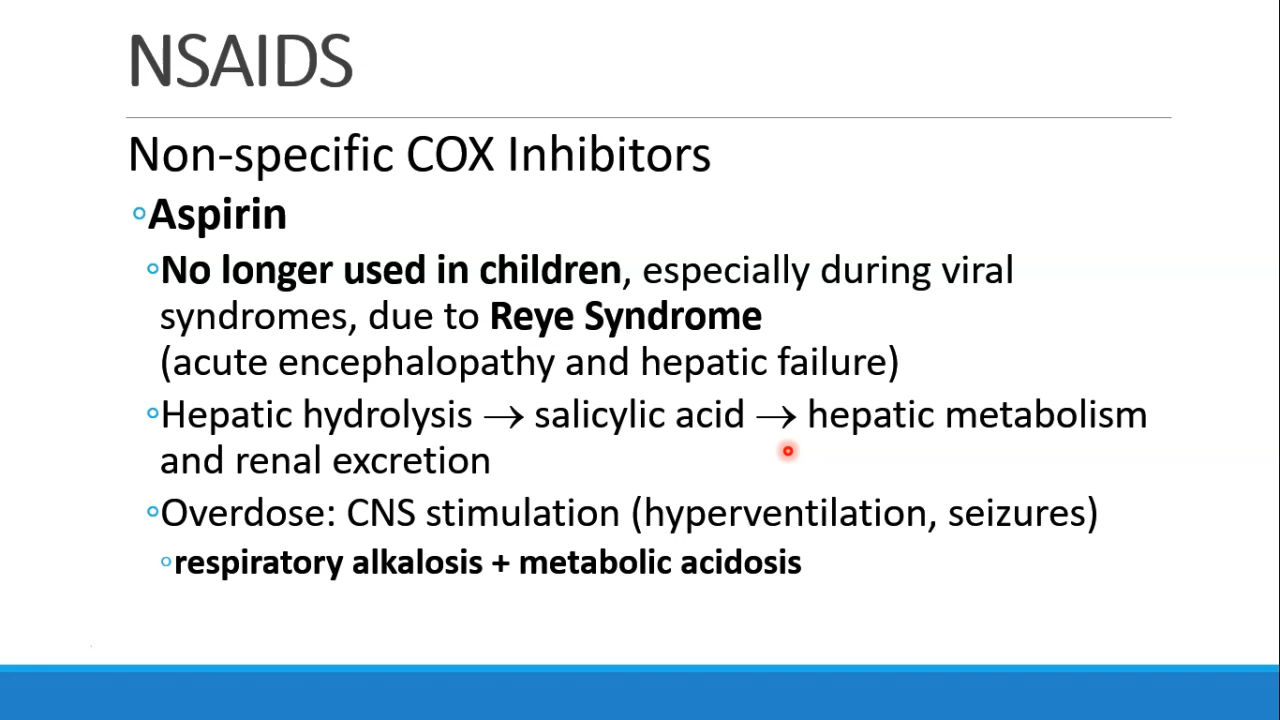 NSAIDS
Non-specific COX Inhibitors
◦Aspirin
◦No longer used in children, especially during viral
syndromes, due to Reye Syndrome
(acute encephalopathy and hepatic failure)
◦Hepatic hydrolysis → salicylic acid → hepatic metabolism
and renal excretion
◦Overdose: CNS stimulation (hyperventilation, seizures)
◦respiratory alkalosis + metabolic acidosis